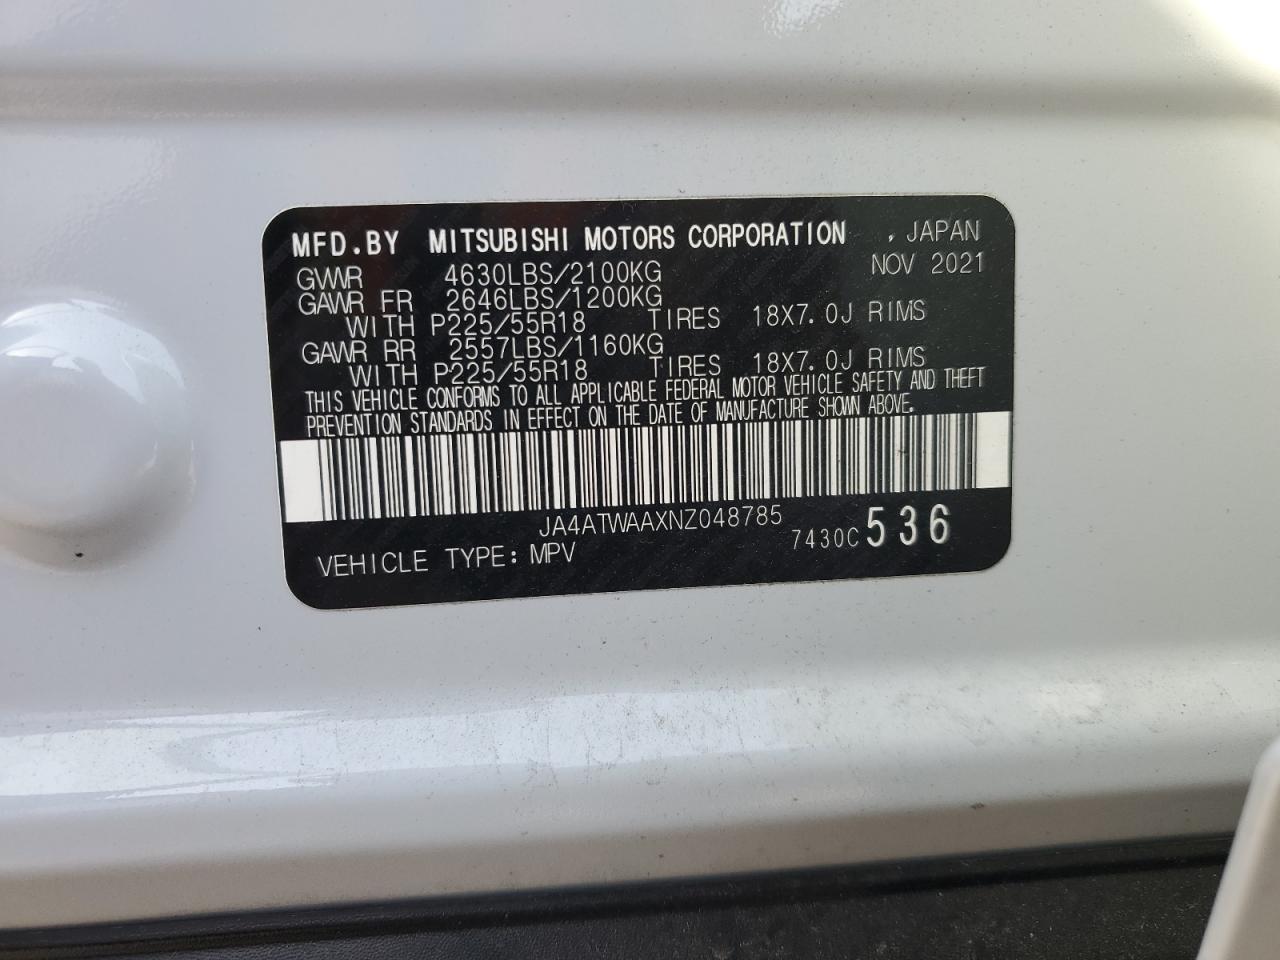 MFD.BY MITSUBISHI MOTORS CORPORATION , JAPAN
GVWR 4630LBS/2100KG NOV 2021
GAWR FR 2646LBS/1200KG
WITH P225/55R18 TIRES 18X7.0J RIMS
GAWR RR 2557LBS/1160KG
WITH P225/55R18 TIRES 18X7.0J RIMS
THIS VEHICLE CONFORMS TO ALL APPLICABLE FEDERAL MOTOR VEHICLE SAFETY AND THEFT
PREVENTION STANDARDS IN EFFECT ON THE DATE OF MANUFACTURE SHOWN ABOVE.
JA4ATWAAXNZ048785
7430C 536
VEHICLE TYPE: MPV